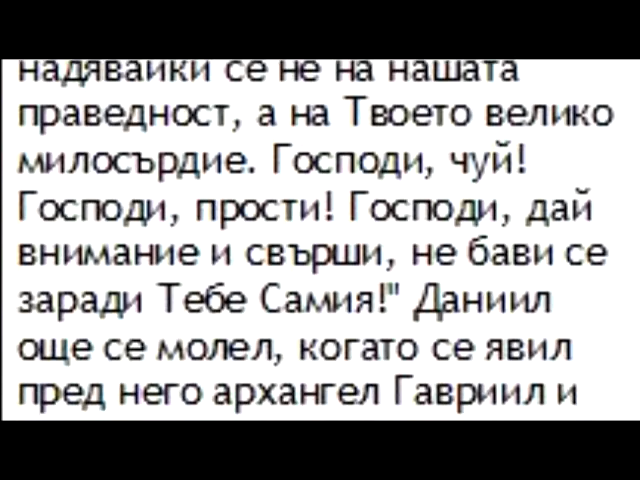 надявайки се не на нашата
праведност, а на Твоето велико
милосърдие. Господи, чуй!
Господи, прости! Господи, дай
внимание и свърши, не бави се
заради Тебе Самия!" Даниил
още се молел, когато се явил
пред него архангел Гавриил и